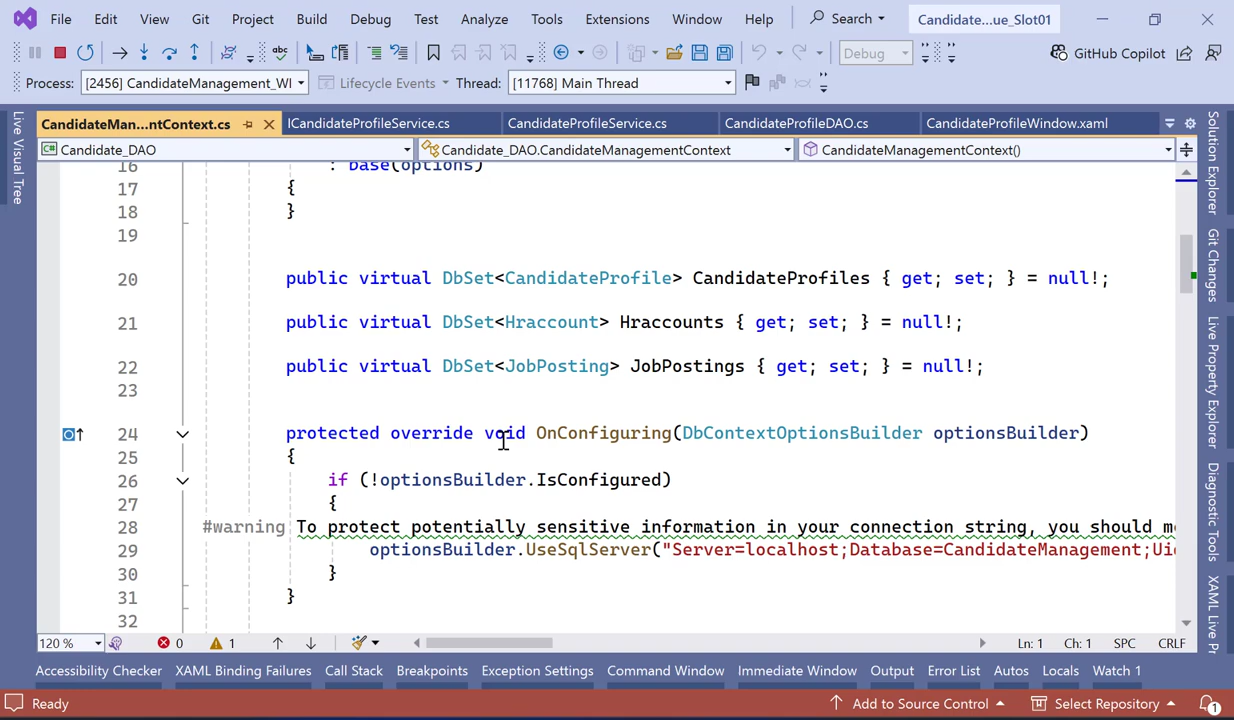 File Edit View Git Project Build Debug Test Analyze Tools Extensions Window Help Search Candidate...ue_Slot01
abc Debug GitHub Copilot
Process: [2456] CandidateManagement_WI Lifecycle Events Thread: [11768] Main Thread
CandidateMan...ntContext.cs ICandidateProfileService.cs CandidateProfileService.cs CandidateProfileDAO.cs CandidateProfileWindow.xaml
Candidate_DAO Candidate_DAO.CandidateManagementContext CandidateManagementContext()
16 : base(options)
17 {
18 }
19
20 public virtual DbSet<CandidateProfile> CandidateProfiles { get; set; } = null!;
21 public virtual DbSet<Hraccount> Hraccounts { get; set; } = null!;
22 public virtual DbSet<JobPosting> JobPostings { get; set; } = null!;
23
24 protected override void OnConfiguring(DbContextOptionsBuilder optionsBuilder)
25 {
26 if (!optionsBuilder.IsConfigured)
27 {
28 #warning To protect potentially sensitive information in your connection string, you should
29 optionsBuilder.UseSqlServer("Server=localhost;Database=CandidateManagement;
30 }
31 }
32
120 % 0 1 Ln: 1 Ch: 1 SPC CRLF
Accessibility Checker XAML Binding Failures Call Stack Breakpoints Exception Settings Command Window Immediate Window Output Error List Autos Locals Watch 1
Ready Add to Source Control Select Repository 1
Live Visual Tree
Solution Explorer
Git Changes
Live Property Explorer
Diagnostic Tools
XAML Live Pr